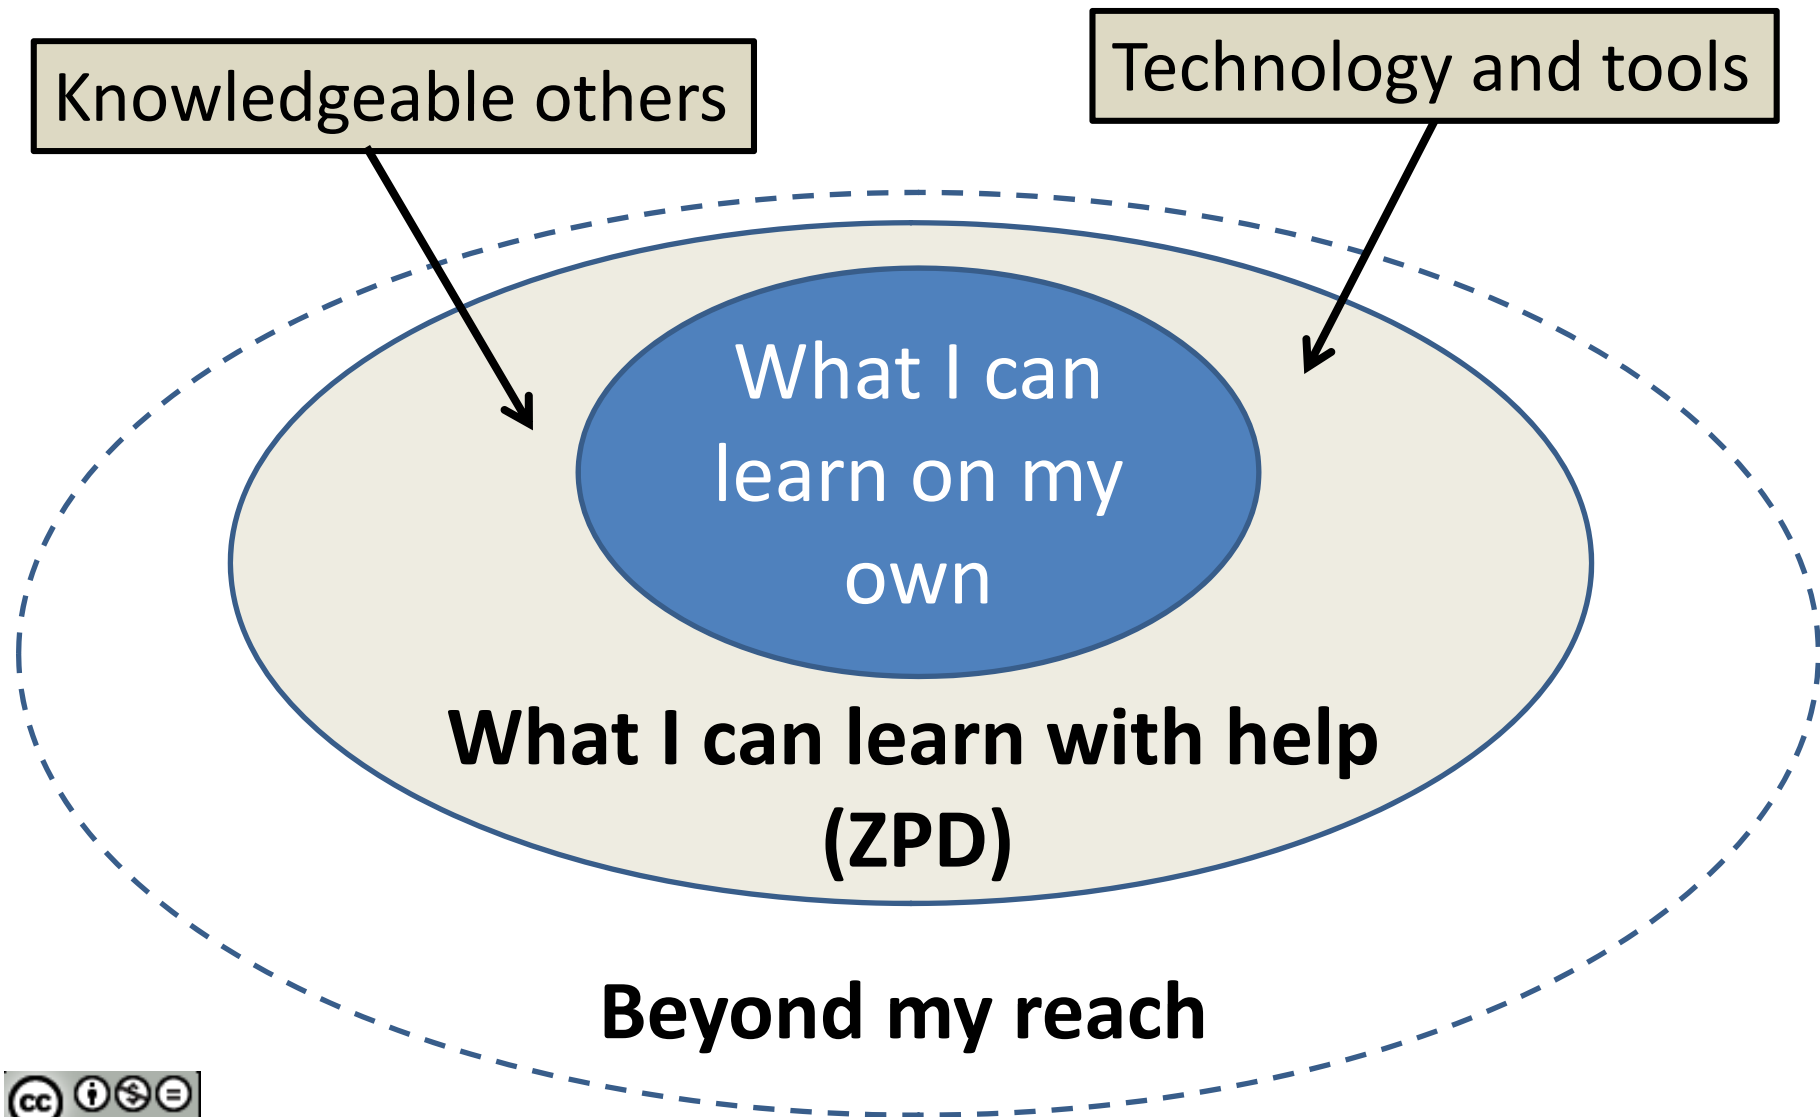 Knowledgeable others
Technology and tools
What I can
learn on my
own
What I can learn with help
(ZPD)
Beyond my reach
cc